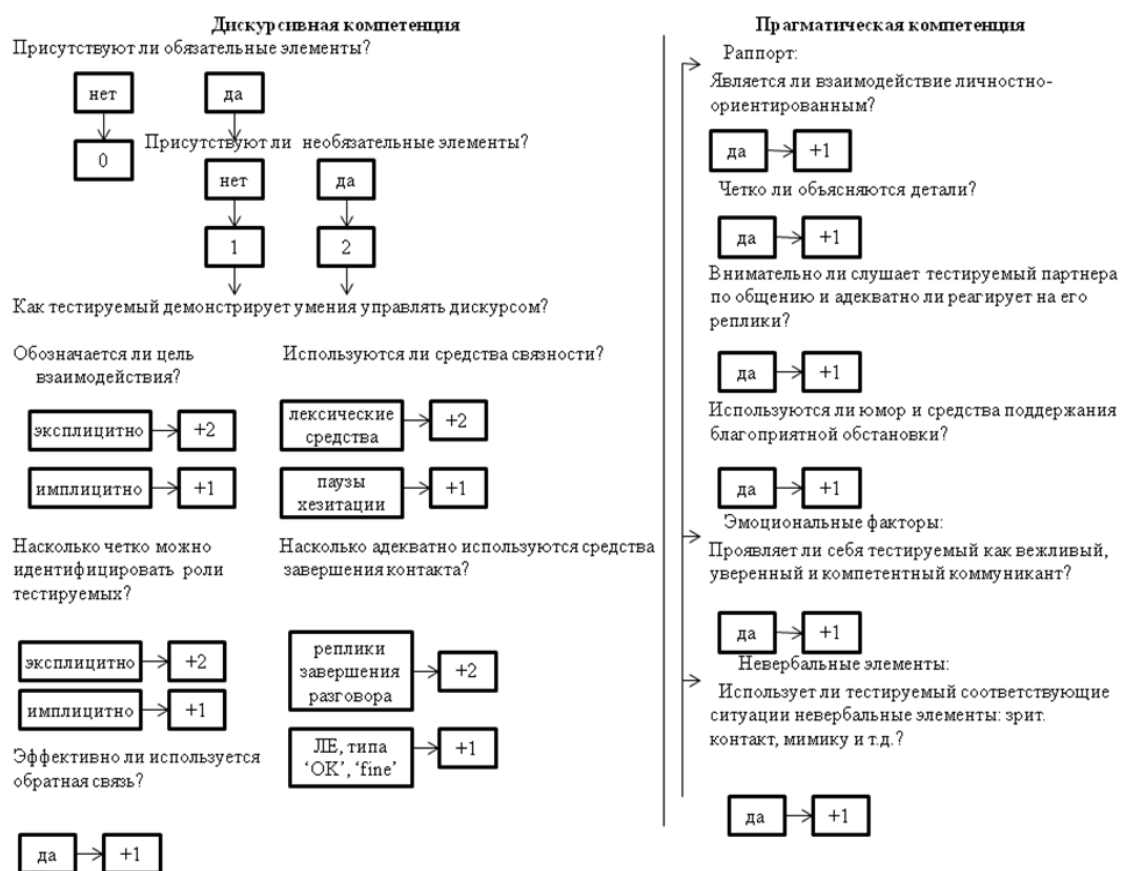 Дискурсивная компетенция
Присутствуют ли обязательные элементы?
нет
да
0
Присутствуют ли необязательные элементы?
нет
да
1
2
Как тестируемый демонстрирует умения управлять дискурсом?
Обозначается ли цель
взаимодействия?
эксплицитно
+2
имплицитно
+1
Используются ли средства связности?
лексические
средства
+2
паузы
хезитации
+1
Насколько четко можно
идентифицировать роли
тестируемых?
эксплицитно
+2
имплицитно
+1
Насколько адекватно используются средства
завершения контакта?
реплики
завершения
разговора
+2
ЛЕ, типа
‘OK’, ‘fine’
+1
Эффективно ли используется
обратная связь?
да
+1
Прагматическая компетенция
Раппорт:
Является ли взаимодействие личностно-
ориентированным?
да
+1
Четко ли объясняются детали?
да
+1
Внимательно ли слушает тестируемый партнера
по общению и адекватно ли реагирует на его
реплики?
да
+1
Используются ли юмор и средства поддержания
благоприятной обстановки?
да
+1
Эмоциональные факторы:
Проявляет ли себя тестируемый как вежливый,
уверенный и компетентный коммуникант?
да
+1
Невербальные элементы:
Использует ли тестируемый соответствующие
ситуации невербальные элементы: зрит.
контакт, мимику и т.д.?
да
+1